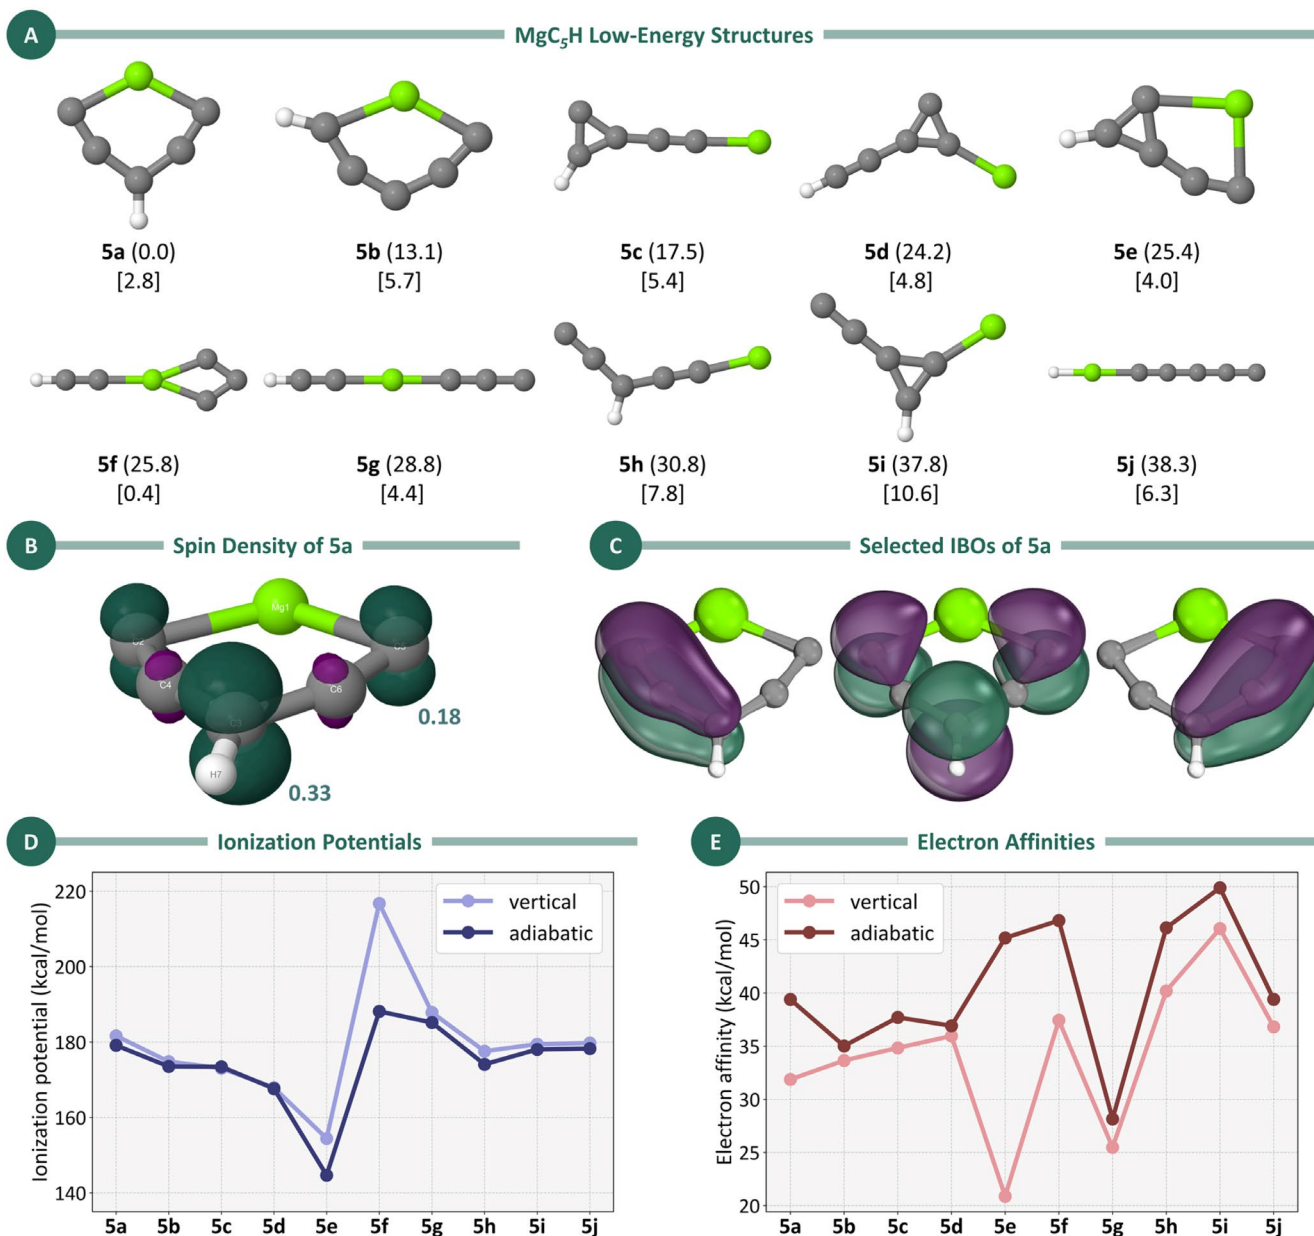 A MgC₅H Low-Energy Structures
5a (0.0) 5b (13.1) 5c (17.5) 5d (24.2) 5e (25.4)
[2.8] [5.7] [5.4] [4.8] [4.0]
5f (25.8) 5g (28.8) 5h (30.8) 5i (37.8) 5j (38.3)
[0.4] [4.4] [7.8] [10.6] [6.3]
B Spin Density of 5a
Mg1
C2
C4
C6
H7
0.18
0.33
C Selected IBOs of 5a
D Ionization Potentials
Ionization potential (kcal/mol)
220
200
180
160
140
vertical
adiabatic
5a 5b 5c 5d 5e 5f 5g 5h 5i 5j
E Electron Affinities
Electron affinity (kcal/mol)
50
45
40
35
30
25
20
vertical
adiabatic
5a 5b 5c 5d 5e 5f 5g 5h 5i 5j